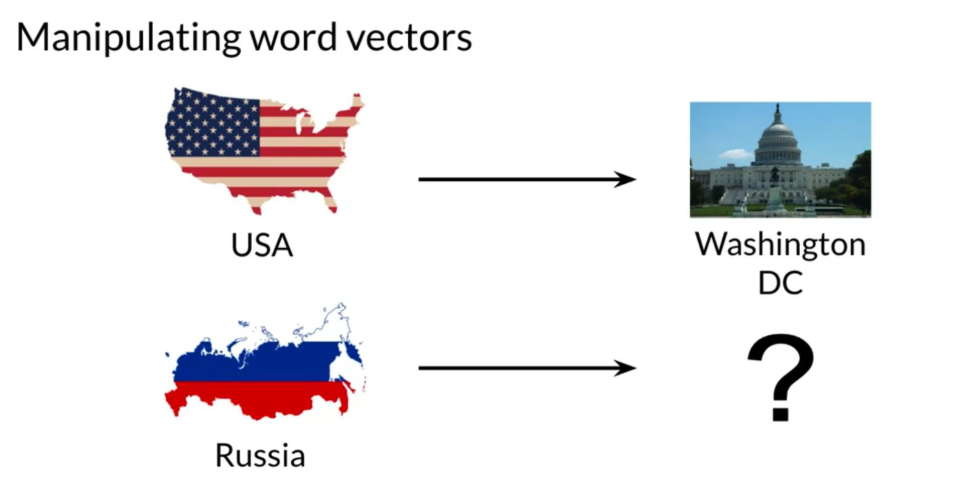 Manipulating word vectors
USA
Washington
DC
?
Russia